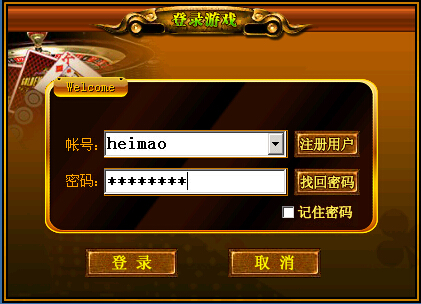 登录游戏
Welcome
帐号: heimao 注册用户
密码: ******** 找回密码
记住密码
登 录 取 消